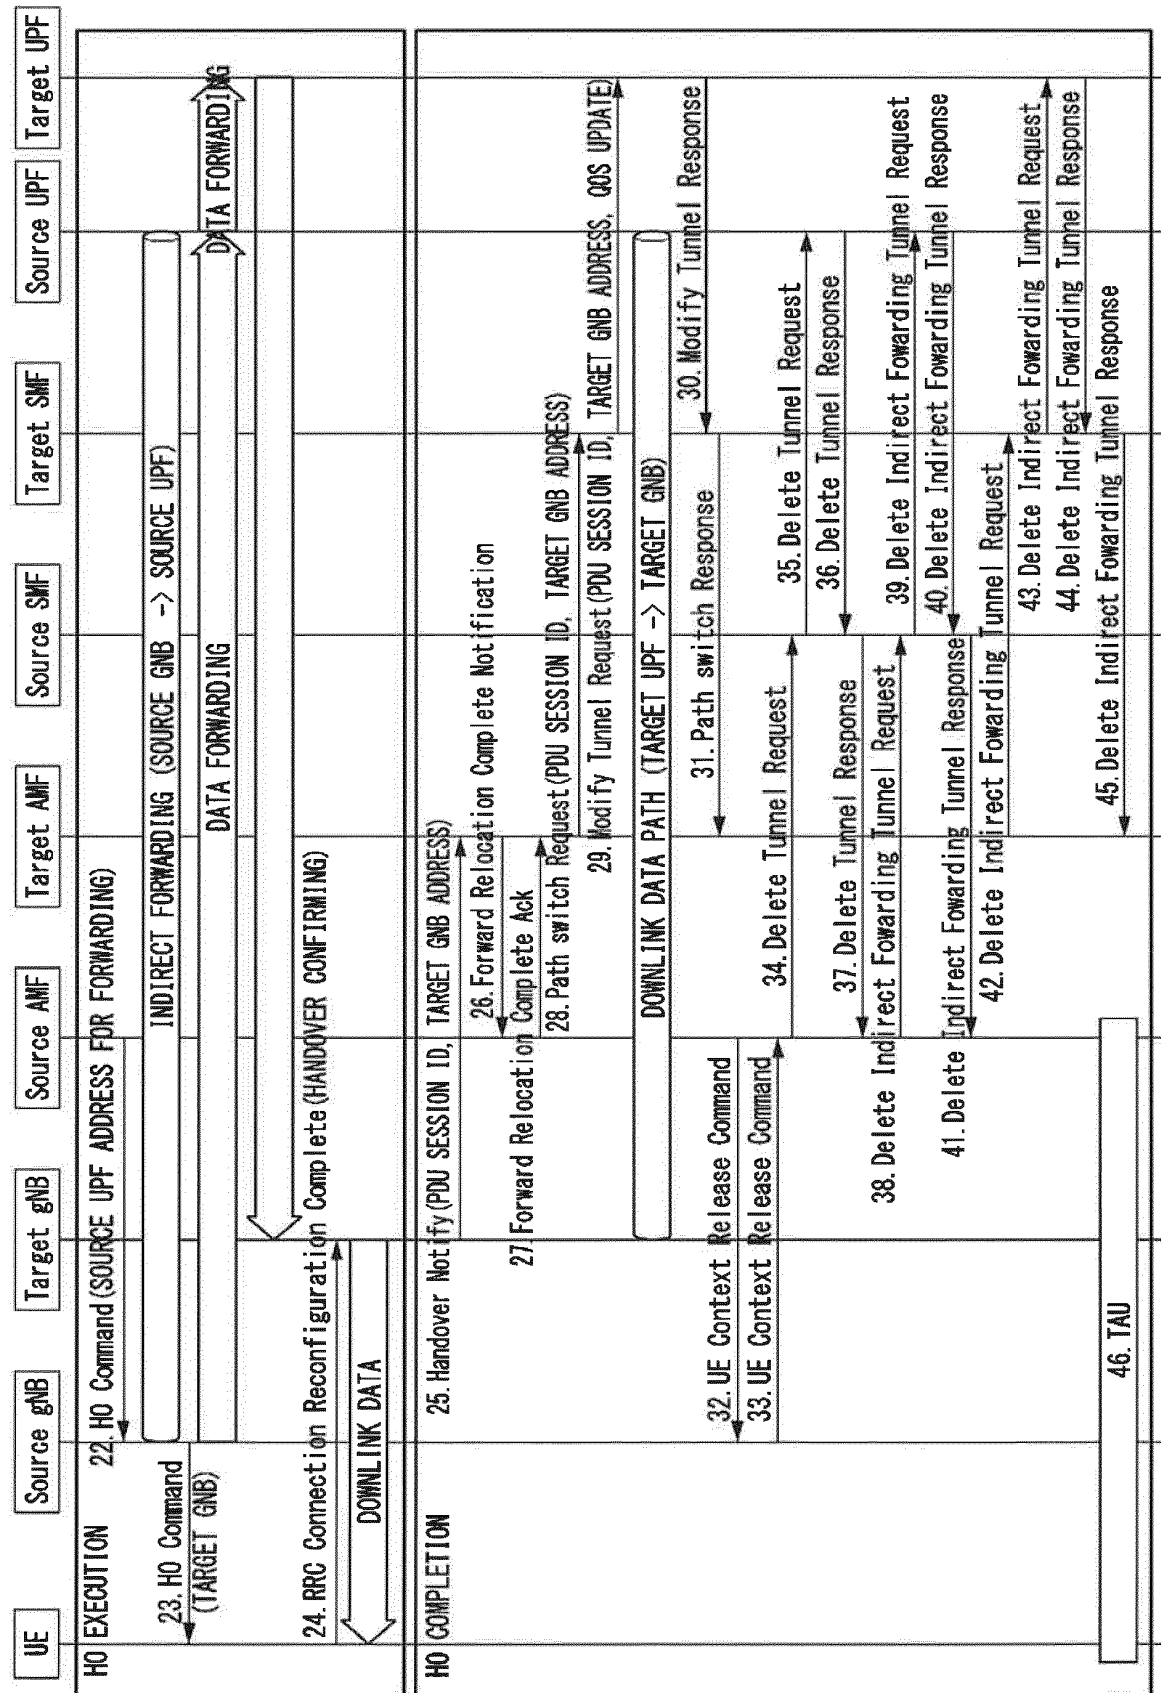 UE
Source gNB
Target gNB
Source AMF
Target AMF
Source SMF
Target SMF
Source UPF
Target UPF
HO EXECUTION
22. HO Command (SOURCE UPF ADDRESS FOR FORWARDING)
INDIRECT FORWARDING (SOURCE GNB -> SOURCE UPF)
23. HO Command
(TARGET GNB)
DATA FORWARDING
DATA FORWARDING
24. RRC Connection Reconfiguration Complete (HANDOVER CONFIRMING)
DOWNLINK DATA
HO COMPLETION
25. Handover Notify (PDU SESSION ID, TARGET GNB ADDRESS)
26. Forward Relocation Complete Notification
27. Forward Relocation Complete Ack
28. Path switch Request (PDU SESSION ID, TARGET GNB ADDRESS)
29. Modify Tunnel Request (PDU SESSION ID, TARGET GNB ADDRESS, QOS UPDATE)
DOWNLINK DATA PATH (TARGET UPF -> TARGET GNB)
30. Modify Tunnel Response
31. Path switch Response
32. UE Context Release Command
33. UE Context Release Command
34. Delete Tunnel Request
35. Delete Tunnel Request
36. Delete Tunnel Response
37. Delete Tunnel Response
38. Delete Indirect Fowarding Tunnel Request
39. Delete Indirect Fowarding Tunnel Request
40. Delete Indirect Fowarding Tunnel Response
41. Delete Indirect Fowarding Tunnel Response
42. Delete Indirect Fowarding Tunnel Request
43. Delete Indirect Fowarding Tunnel Request
44. Delete Indirect Fowarding Tunnel Response
45. Delete Indirect Fowarding Tunnel Response
46. TAU